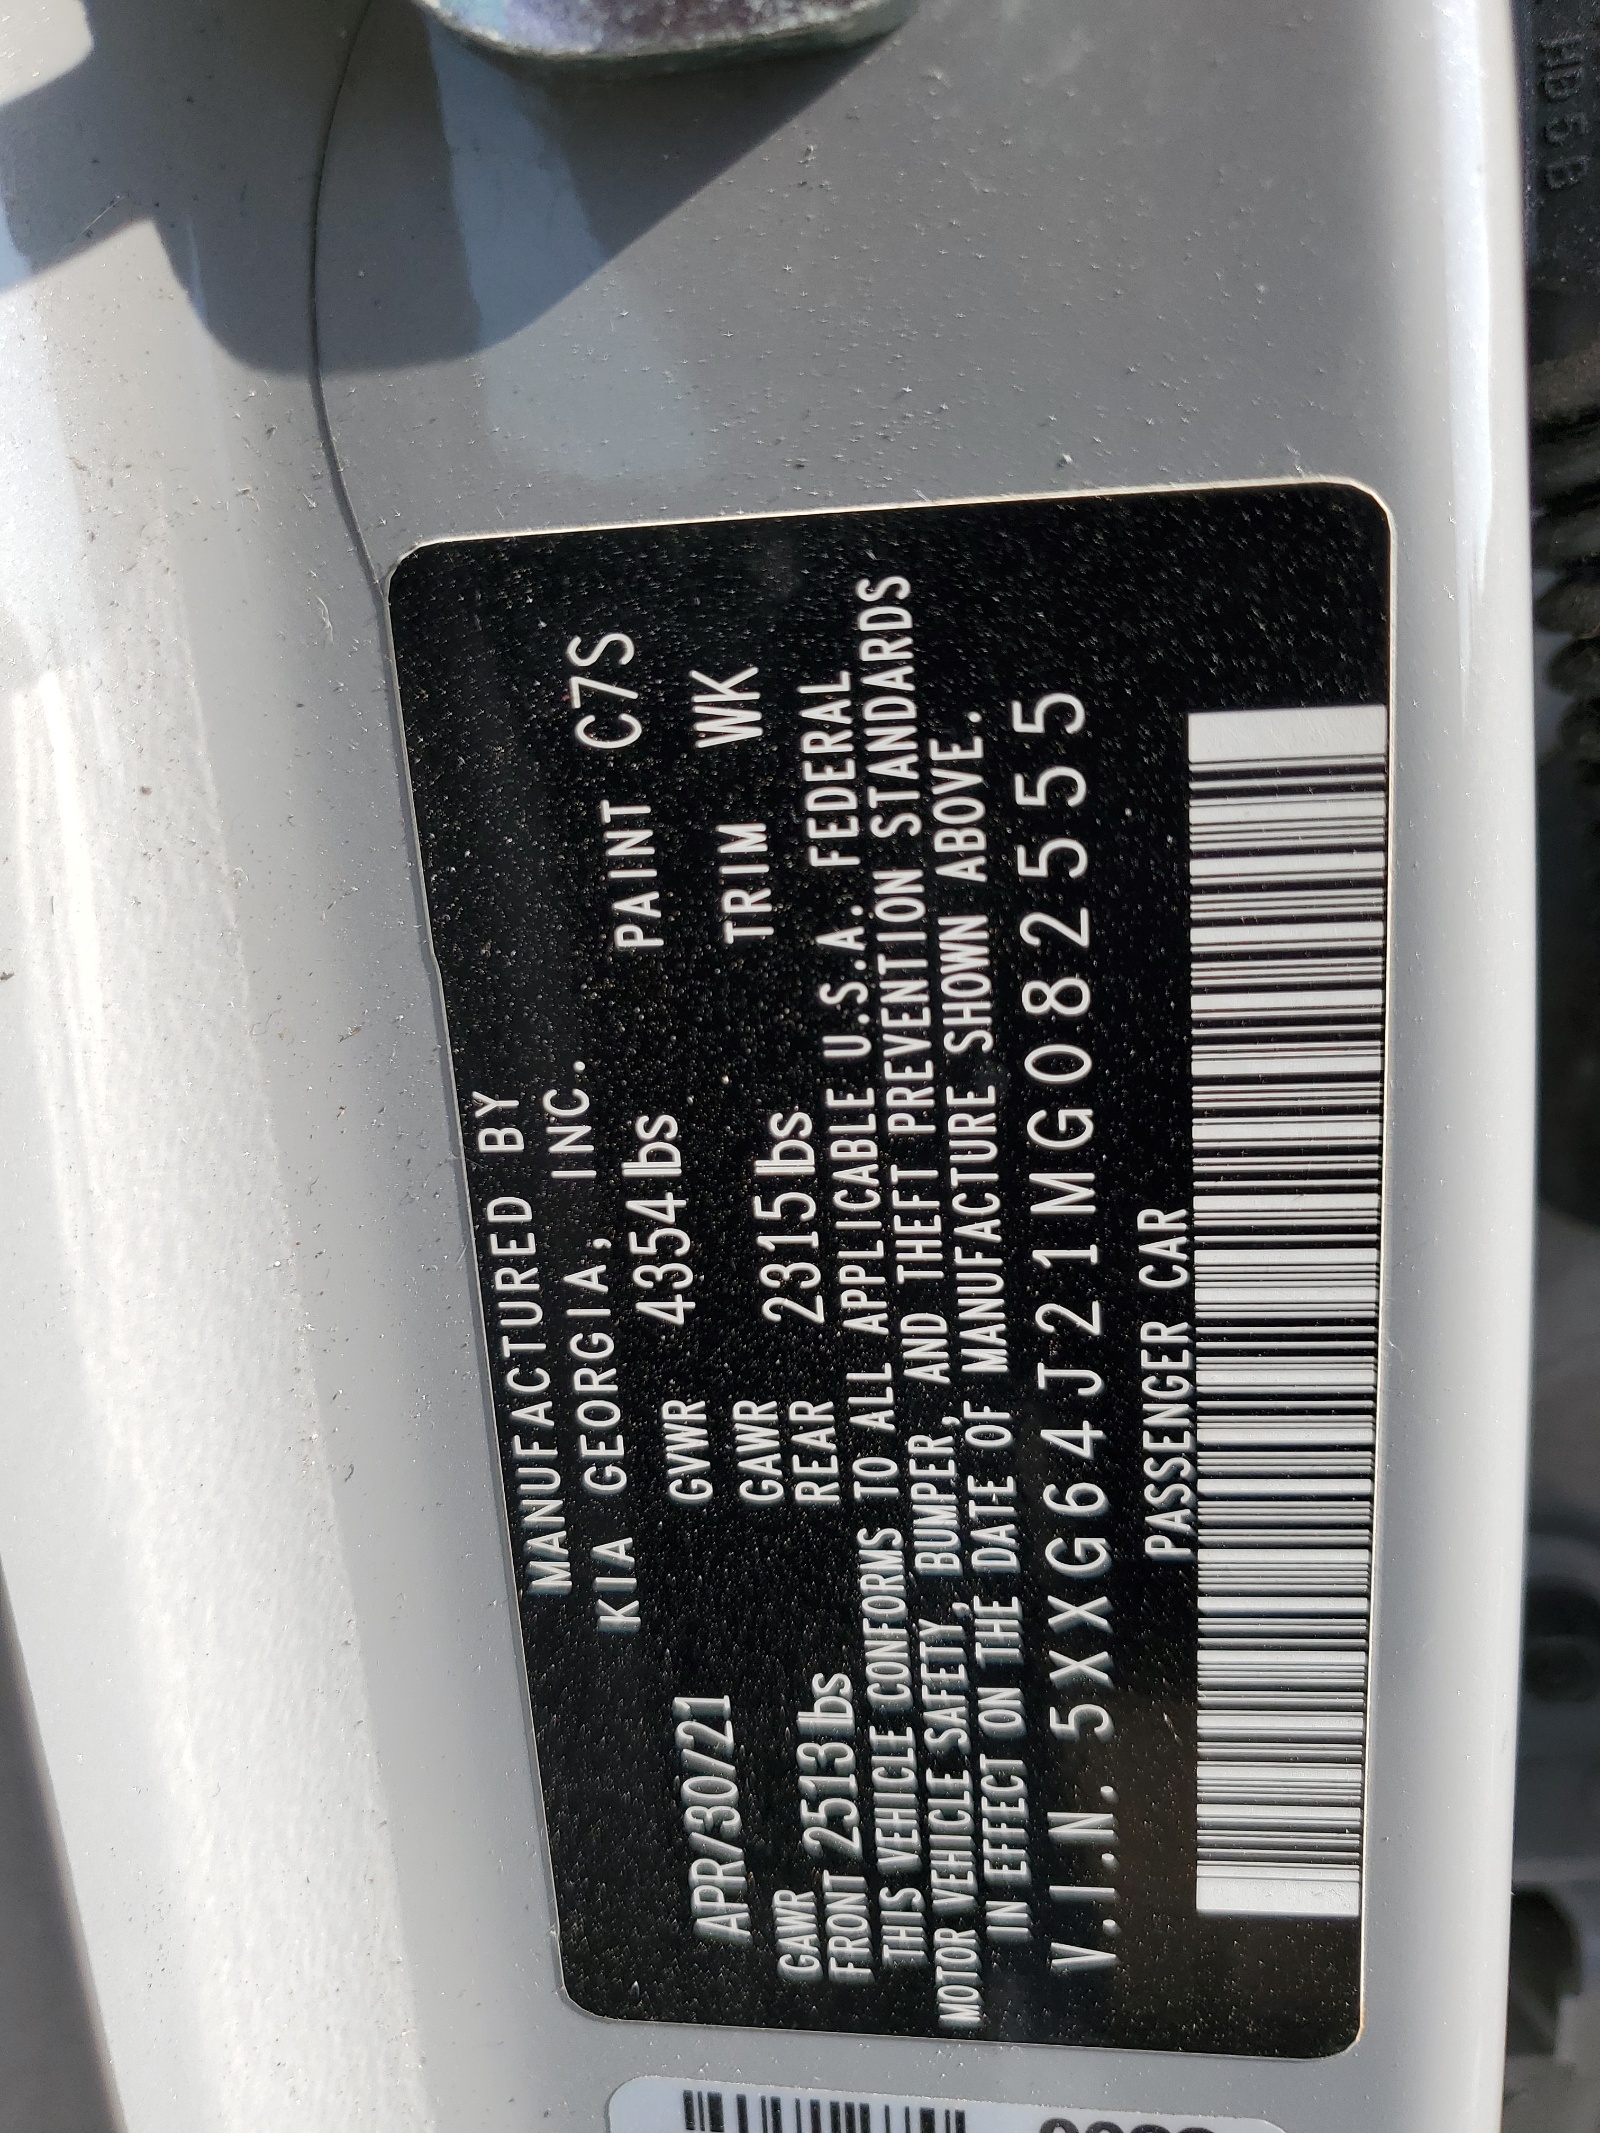 MANUFACTURED BY
KIA GEORGIA, INC.
APR/30/21 GVWR 4354lbs PAINT C7S
GAWR
FRONT 2513lbs GAWR
REAR 2315lbs TRIM WK
THIS VEHICLE CONFORMS TO ALL APPLICABLE U.S.A. FEDERAL
MOTOR VEHICLE SAFETY, BUMPER, AND THEFT PREVENTION STANDARDS
IN EFFECT ON THE DATE OF MANUFACTURE SHOWN ABOVE.
V.I.N. 5XXG64J21MG082555
PASSENGER CAR